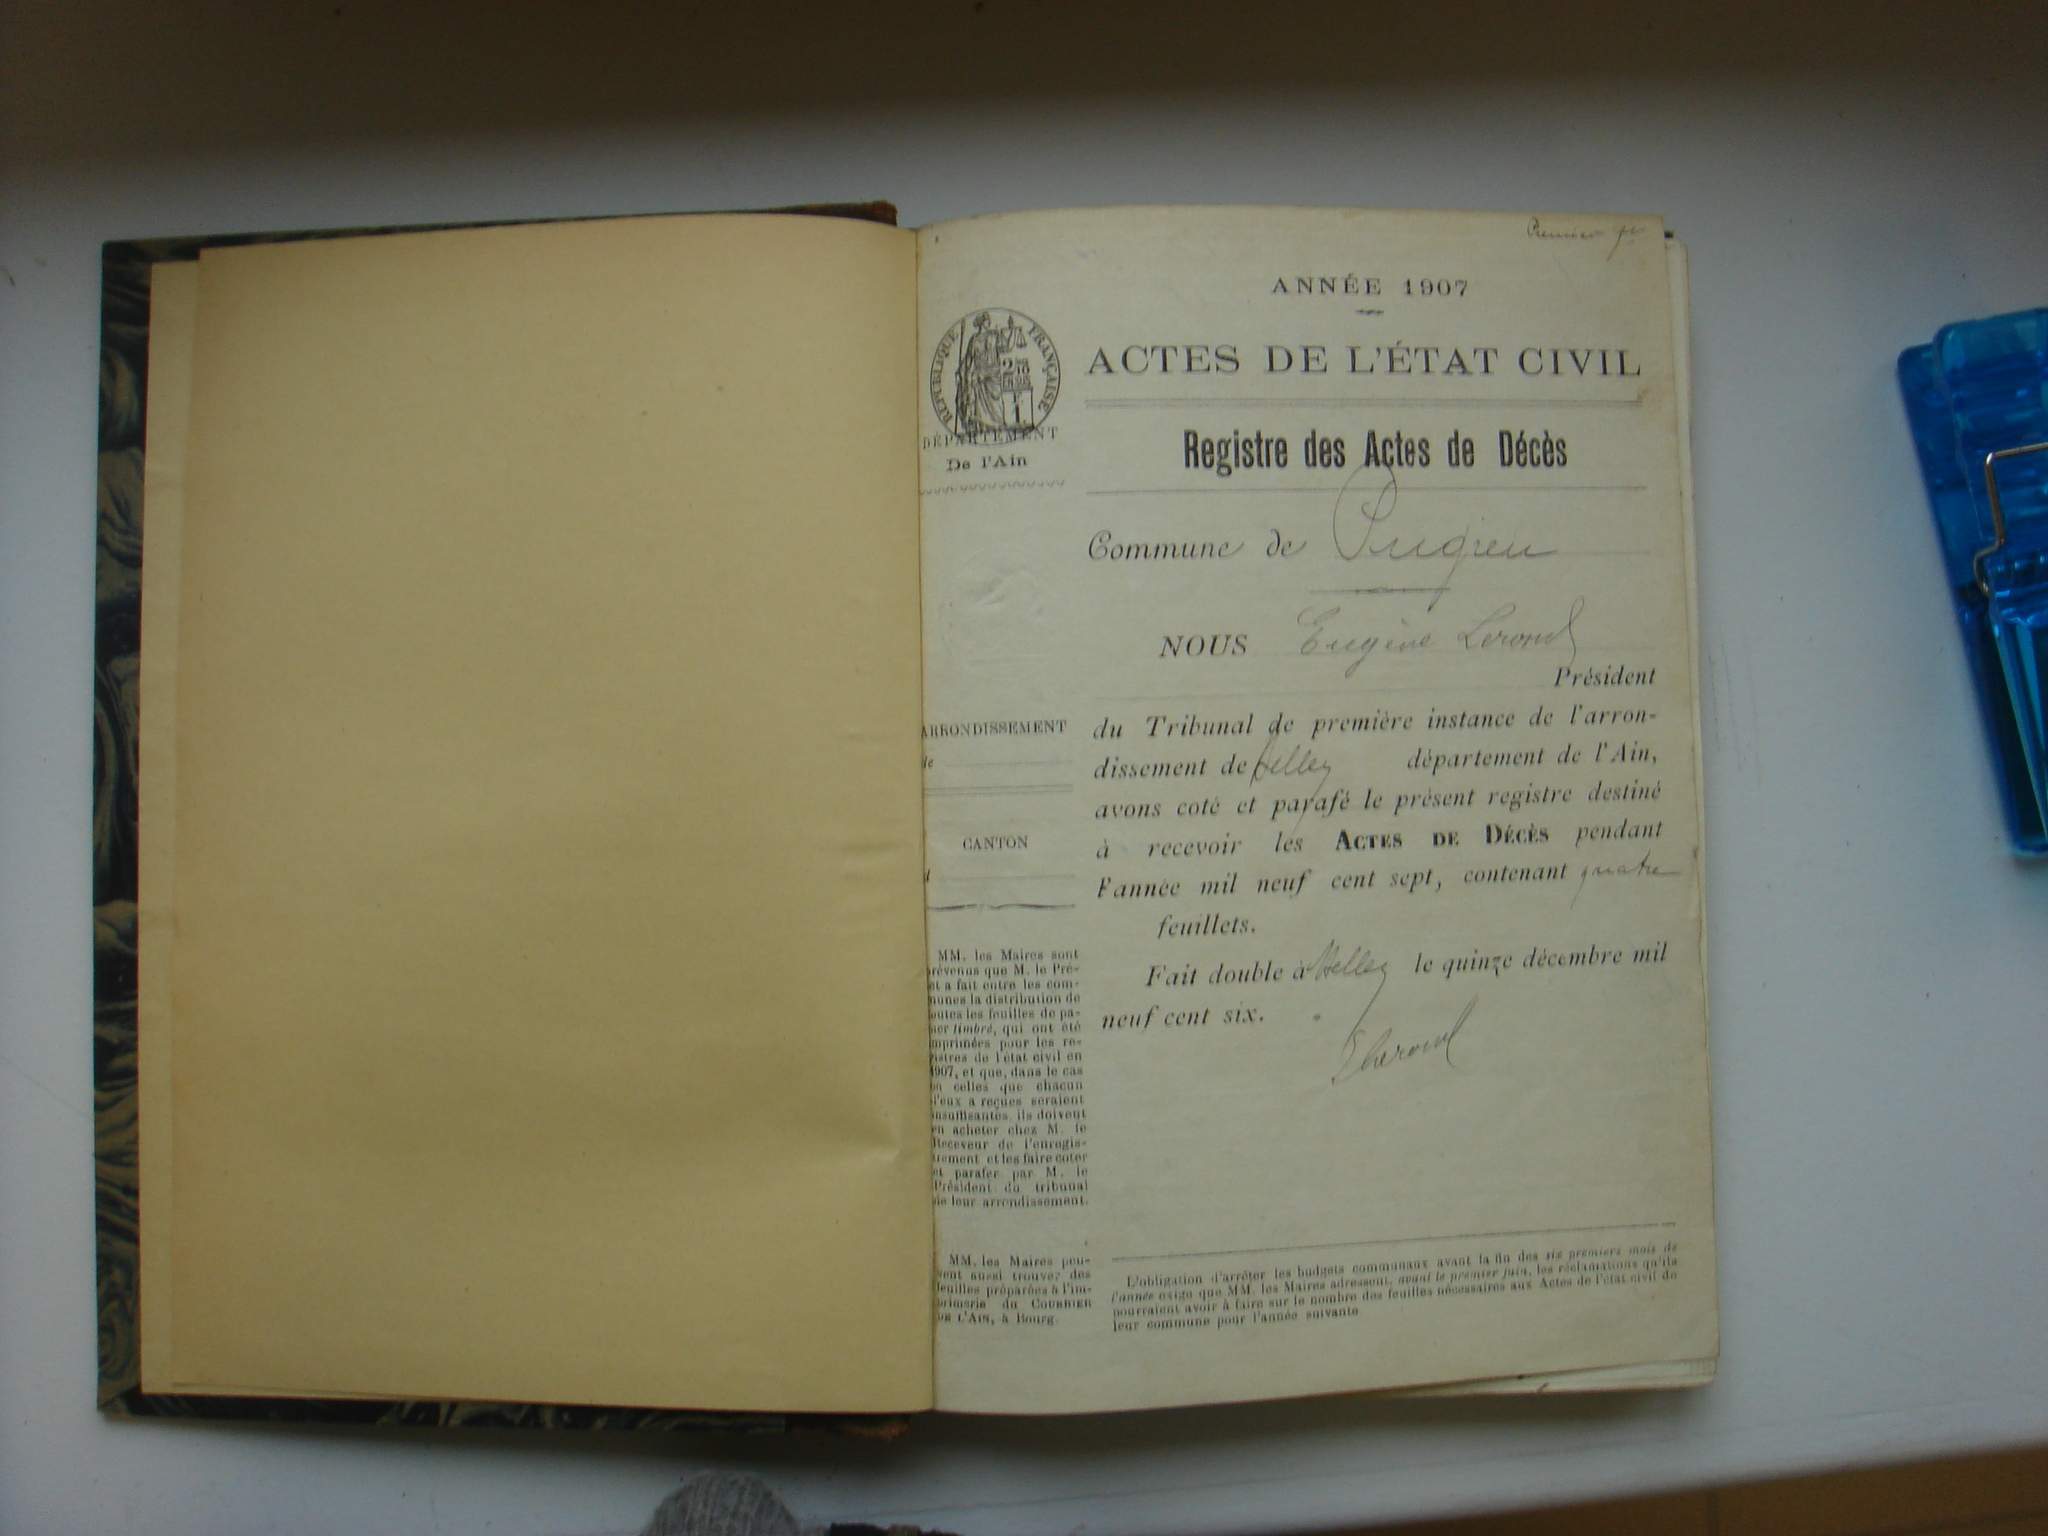 Premier
ANNÉE 1907
ACTES DE L'ÉTAT CIVIL
RÉPUBLIQUE FRANÇAISE
DÉPARTEMENT
De l'Ain
Registre des Actes de Décès
Commune de Pugieu
NOUS Eugène Lerond
Président
du Tribunal de première instance de l'arron-
dissement de Belley département de l'Ain,
avons coté et parafé le présent registre destiné
à recevoir les ACTES DE DÉCÈS pendant
l'année mil neuf cent sept, contenant quatre
feuillets.
Fait double à Belley le quinze décembre mil
neuf cent six.
ARRONDISSEMENT
CANTON
MM. les Maires sont
prévenus que M. le Pré-
et a fait entre les com-
munes la distribution de
toutes les feuilles de pa-
pier timbré, qui ont été
imprimées pour les re-
gistres de l'état civil en
1907, et que, dans le cas
où celles que chacun
d'eux a reçues seraient
insuffisantes, ils doivent
en acheter chez M. le
Receveur de l'enregis-
trement et les faire coter
et parafer par M. le
Président du tribunal
de leur arrondissement.
MM. les Maires peu-
vent aussi trouver des
feuilles préparées à l'im-
primerie du COURRIER
DE L'AIN, à Bourg.
L'obligation d'arrêter les budgets communaux avant la fin des six premiers mois de
l'année exige que MM. les Maires adressent, avant le premier juin, les réclamations qu'ils
pourraient avoir à faire sur le nombre des feuilles nécessaires aux Actes de l'état civil de
leur commune pour l'année suivante